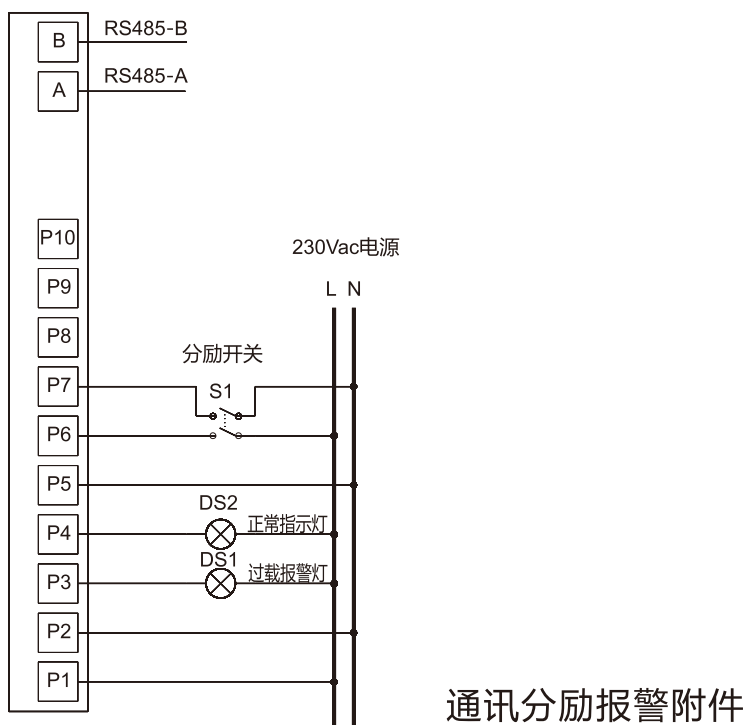 B RS485-B
A RS485-A
P10
230Vac电源
P9
L N
P8
分励开关
P7
S1
P6
P5
DS2
P4 正常指示灯
DS1
P3 过载报警灯
P2
P1
通讯分励报警附件